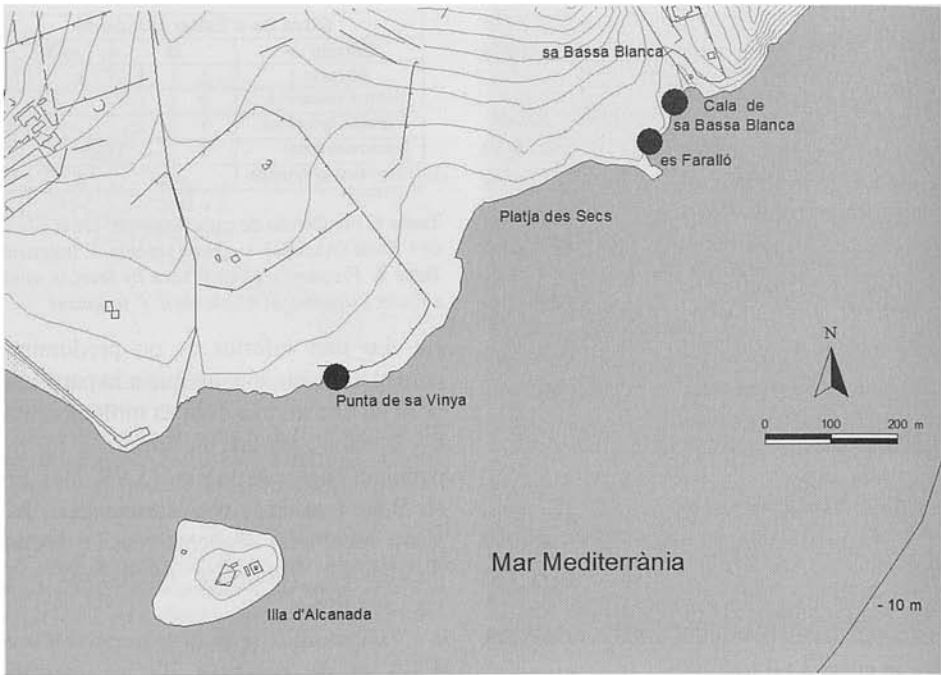 sa Bassa Blanca
Cala de
sa Bassa Blanca
es Faralló
Platja des Secs
N
0 100 200 m
Punta de sa Vinya
Mar Mediterrània
Illa d'Alcanada
- 10 m